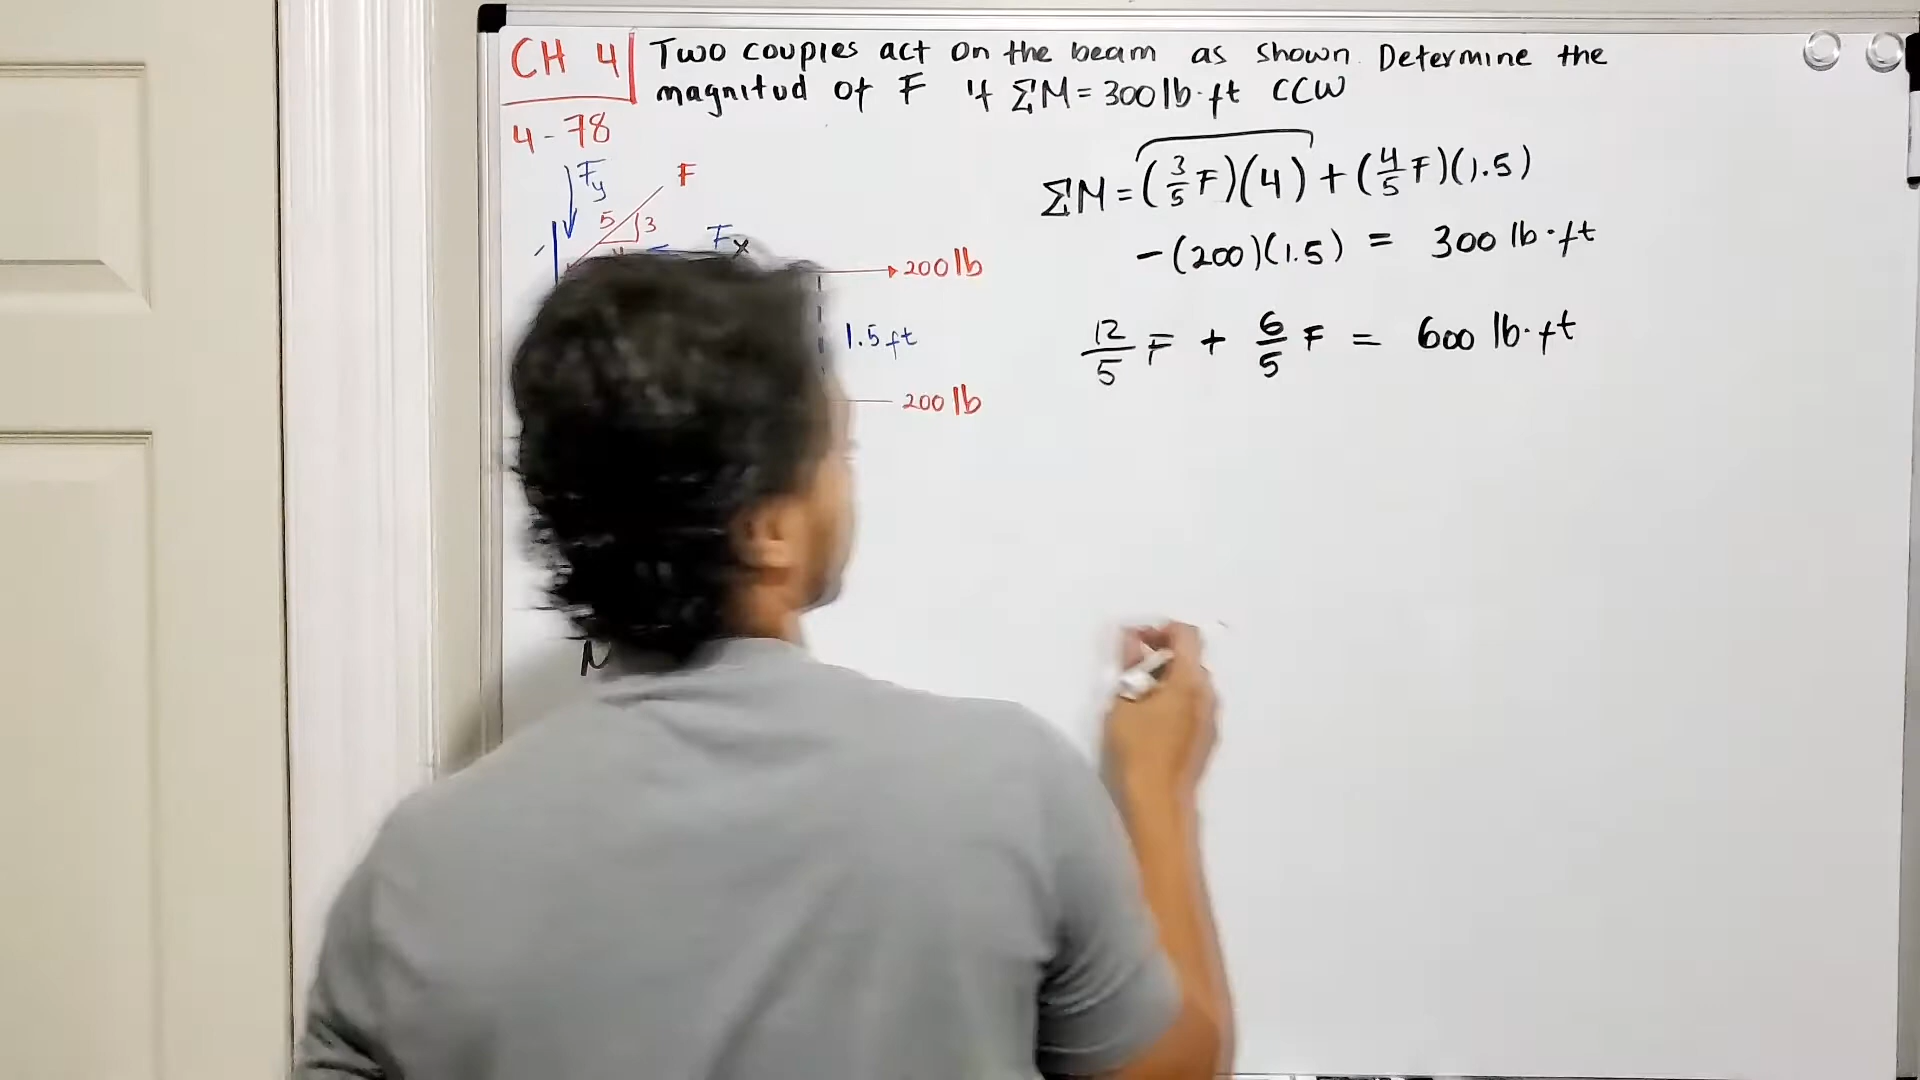 CH 4
Two couples act on the beam as shown. Determine the
magnitud of F if ΣM = 300 lb·ft CCW
4-78
Fy
F
5
3
Fx
200 lb
1.5 ft
200 lb
ΣM = (3/5 F)(4) + (4/5 F)(1.5)
-(200)(1.5) = 300 lb·ft
12/5 F + 6/5 F = 600 lb·ft